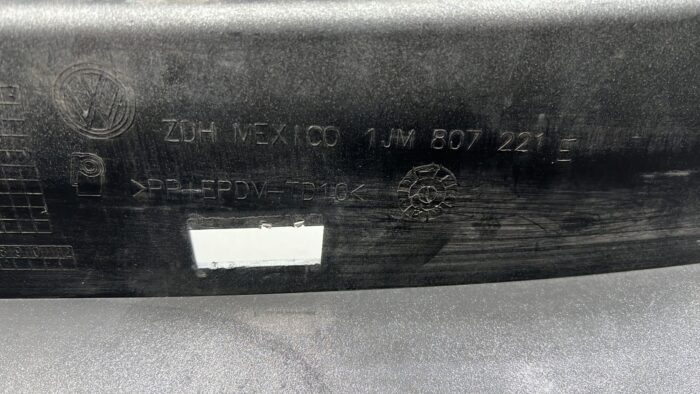 ZDH MEXICO 1JM 807 221
>PP+EPDM-TD10<